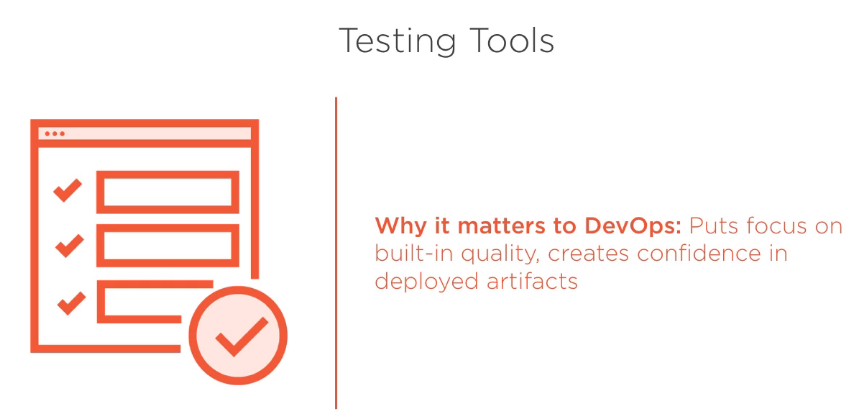 Testing Tools
Why it matters to DevOps: Puts focus on
built-in quality, creates confidence in
deployed artifacts